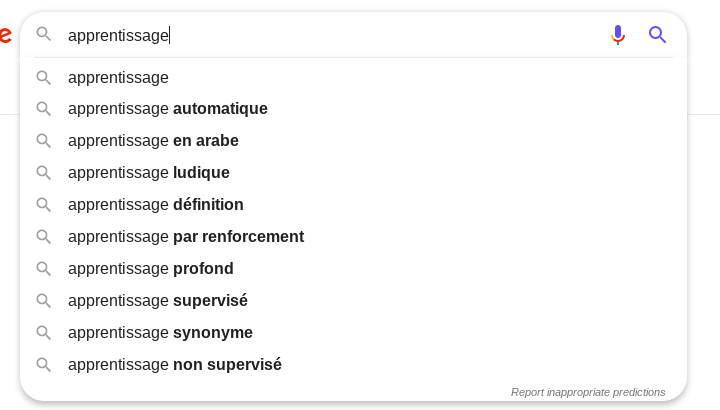 e
apprentissage
apprentissage
apprentissage automatique
apprentissage en arabe
apprentissage ludique
apprentissage définition
apprentissage par renforcement
apprentissage profond
apprentissage supervisé
apprentissage synonyme
apprentissage non supervisé
Report inappropriate predictions